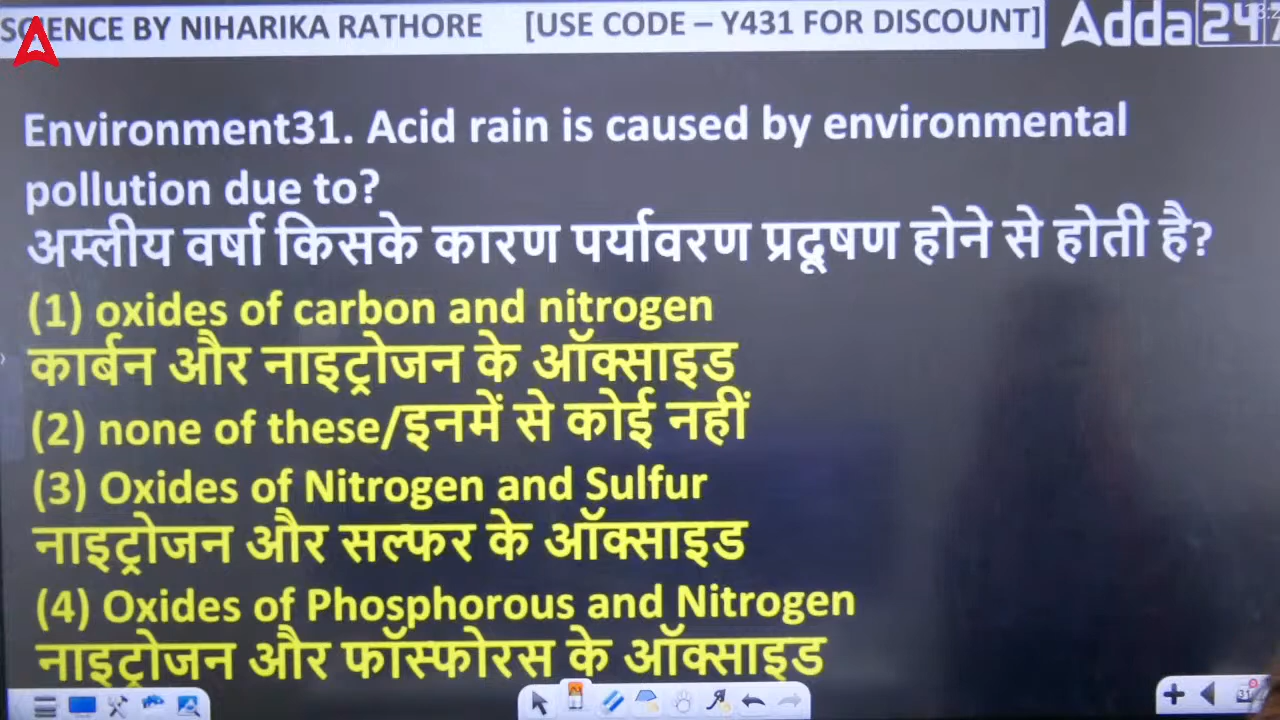 SCIENCE BY NIHARIKA RATHORE [USE CODE – Y431 FOR DISCOUNT] Adda247
Environment31. Acid rain is caused by environmental
pollution due to?
अम्लीय वर्षा किसके कारण पर्यावरण प्रदूषण होने से होती है?
(1) oxides of carbon and nitrogen
कार्बन और नाइट्रोजन के ऑक्साइड
(2) none of these/इनमें से कोई नहीं
(3) Oxides of Nitrogen and Sulfur
नाइट्रोजन और सल्फर के ऑक्साइड
(4) Oxides of Phosphorous and Nitrogen
नाइट्रोजन और फॉस्फोरस के ऑक्साइड
31